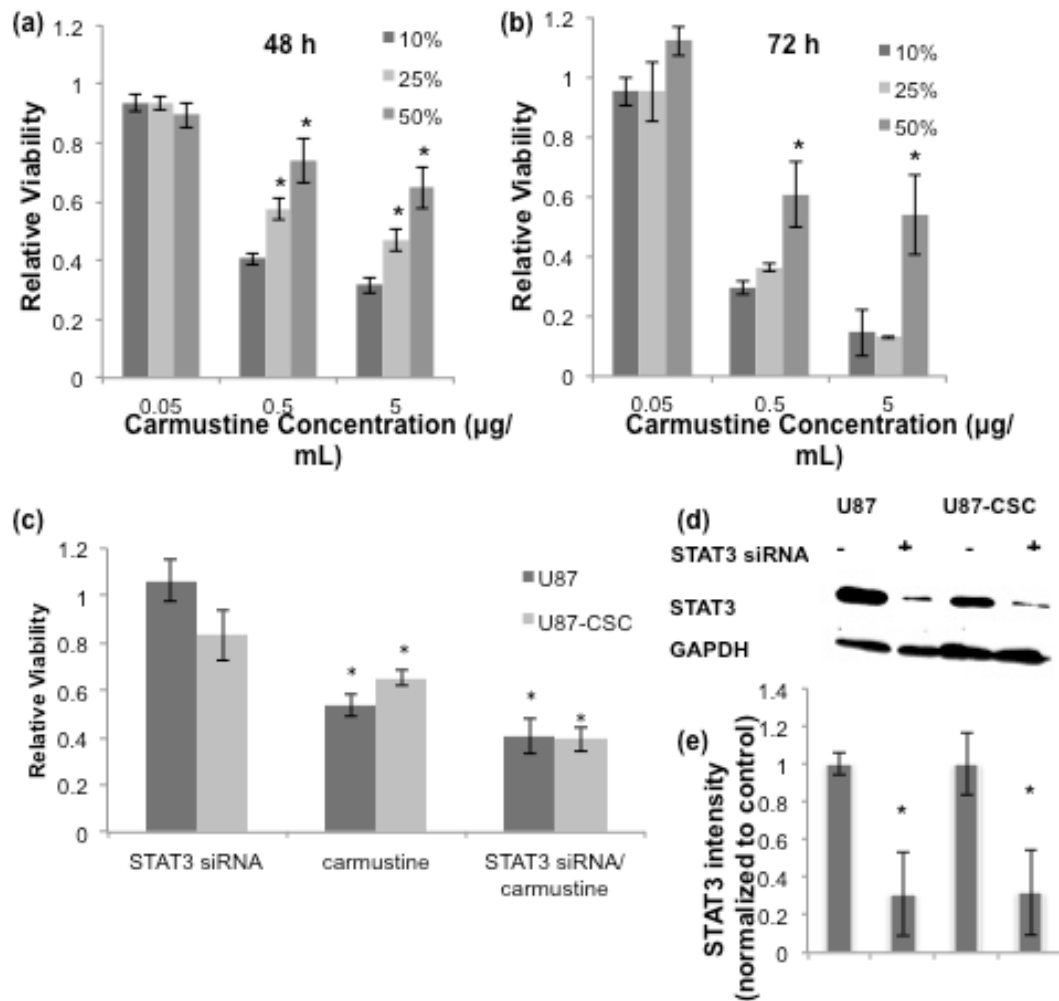 (a)
48 h
1.2
1
0.8
0.6
0.4
0.2
0
Relative Viability
10%
25%
50%
*
*
*
*
0.05
0.5
5
Carmustine Concentration (µg/
mL)
(b)
72 h
1.2
1
0.8
0.6
0.4
0.2
0
Relative Viability
10%
25%
50%
*
*
0.05
0.5
5
Carmustine Concentration (µg/
mL)
(c)
1.2
1
0.8
0.6
0.4
0.2
0
Relative Viability
U87
U87-CSC
*
*
*
*
STAT3 siRNA
carmustine
STAT3 siRNA/
carmustine
(d)
U87 U87-CSC
STAT3 siRNA - + - +
STAT3
GAPDH
(e)
1.4
1.2
1
0.8
0.6
0.4
0.2
0
STAT3 intensity
(normalized to control)
*
*